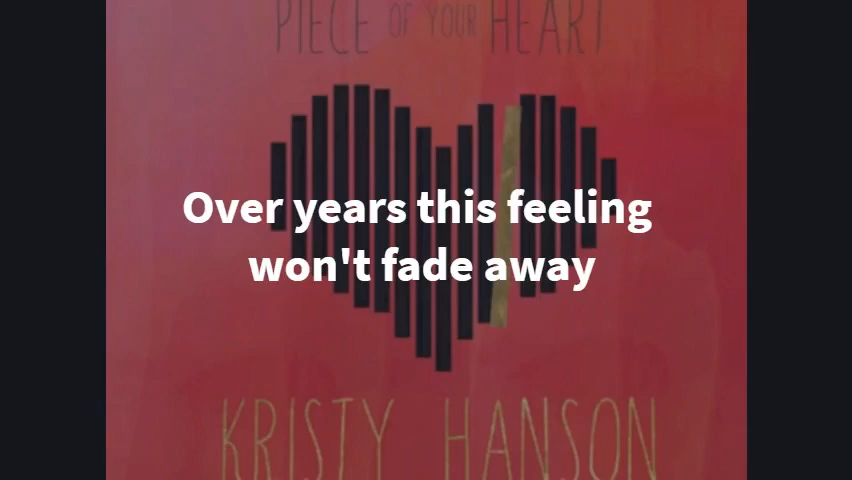 PIECE OF YOUR HEART
Over years this feeling
won't fade away
KRISTY HANSON